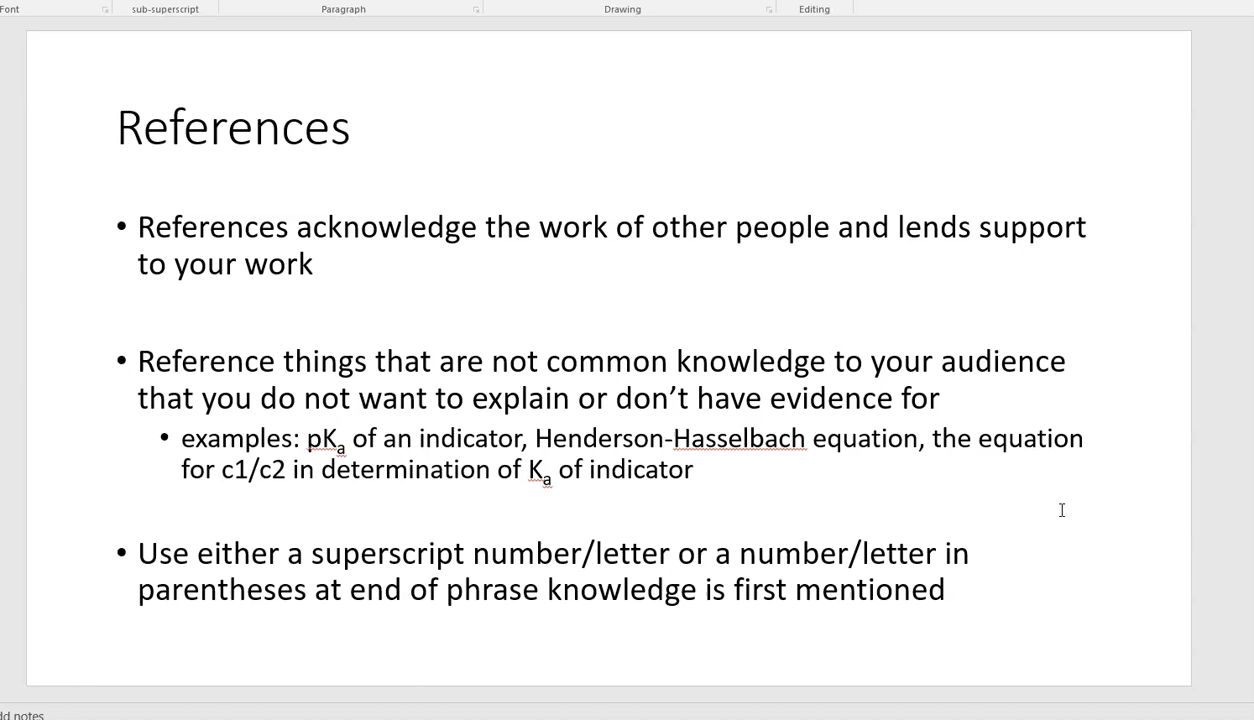 Font sub-superscript Paragraph Drawing Editing
References
• References acknowledge the work of other people and lends support
to your work
• Reference things that are not common knowledge to your audience
that you do not want to explain or don’t have evidence for
• examples: pKa of an indicator, Henderson-Hasselbach equation, the equation
for c1/c2 in determination of Ka of indicator
• Use either a superscript number/letter or a number/letter in
parentheses at end of phrase knowledge is first mentioned
dd notes